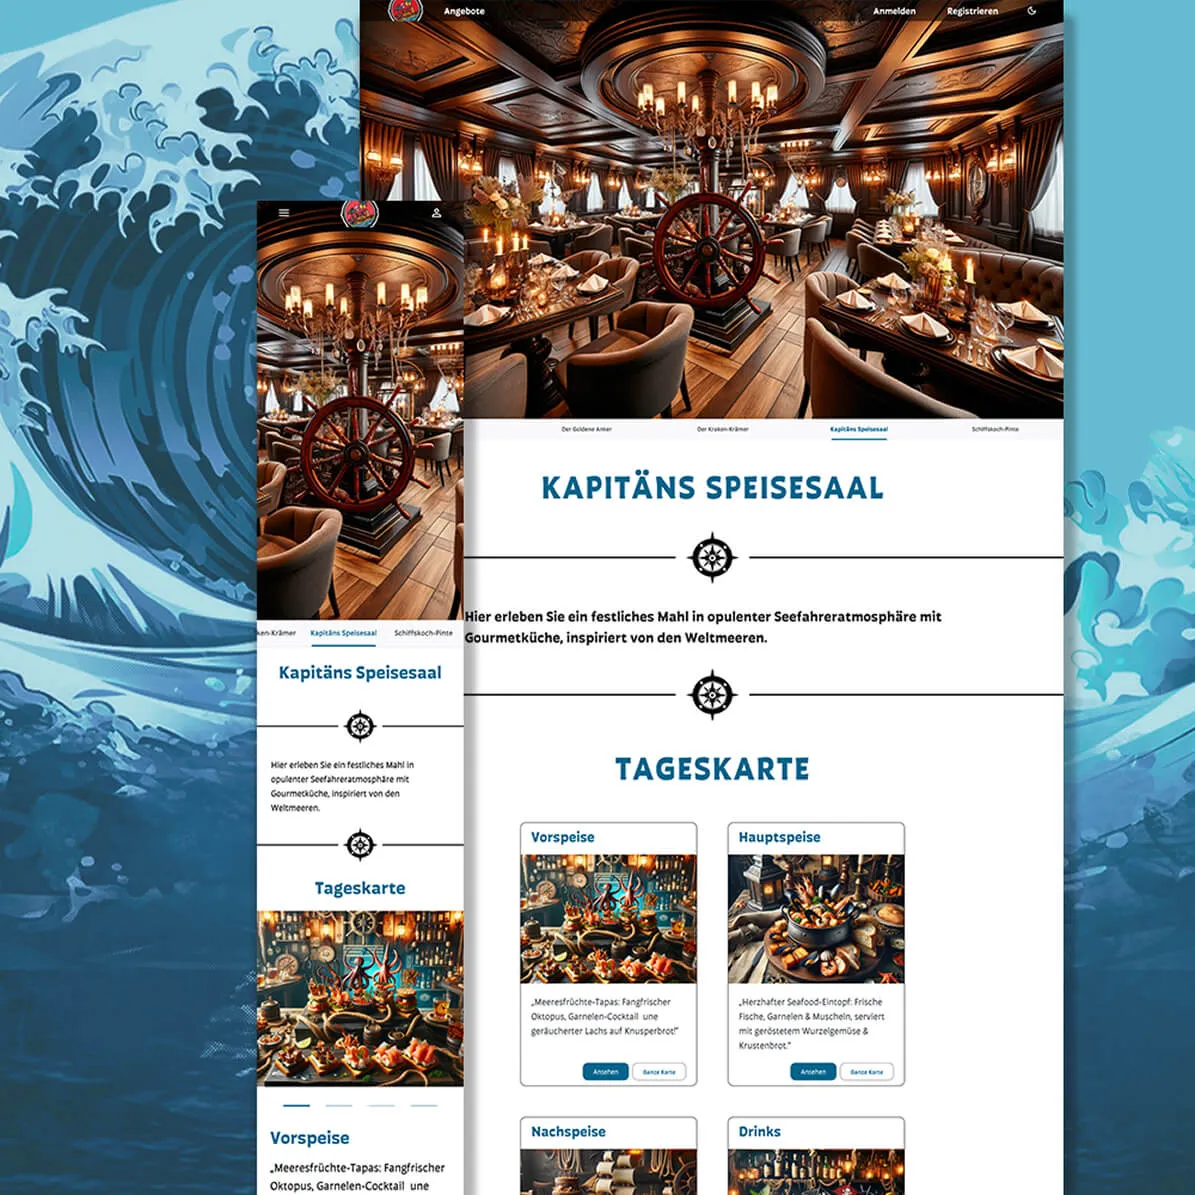 Angebote
Anmelden
Registrieren
Der Goldene Anker
Der Kraken-Krämer
Kapitäns Speisesaal
Schiffskoch-Pinte
KAPITÄNS SPEISESAAL
Hier erleben Sie ein festliches Mahl in opulenter Seefahreratmosphäre mit
Gourmetküche, inspiriert von den Weltmeeren.
TAGESKARTE
Vorspeise
Hauptspeise
„Meeresfrüchte-Tapas: Fangfrischer
Oktopus, Garnelen-Cocktail une
geräucherter Lachs auf Knusperbrot!"
„Herzhafter Seafood-Eintopf: Frische
Fische, Garnelen & Muscheln, serviert
mit geröstetem Wurzelgemüse &
Krustenbrot."
Ansehen
Ganze Karte
Ansehen
Ganze Karte
Nachspeise
Drinks
ken-Krämer
Kapitäns Speisesaal
Schiffskoch-Pinte
Kapitäns Speisesaal
Hier erleben Sie ein festliches Mahl in
opulenter Seefahreratmosphäre mit
Gourmetküche, inspiriert von den
Weltmeeren.
Tageskarte
Vorspeise
„Meeresfrüchte-Tapas: Fangfrischer
Oktopus, Garnelen-Cocktail une